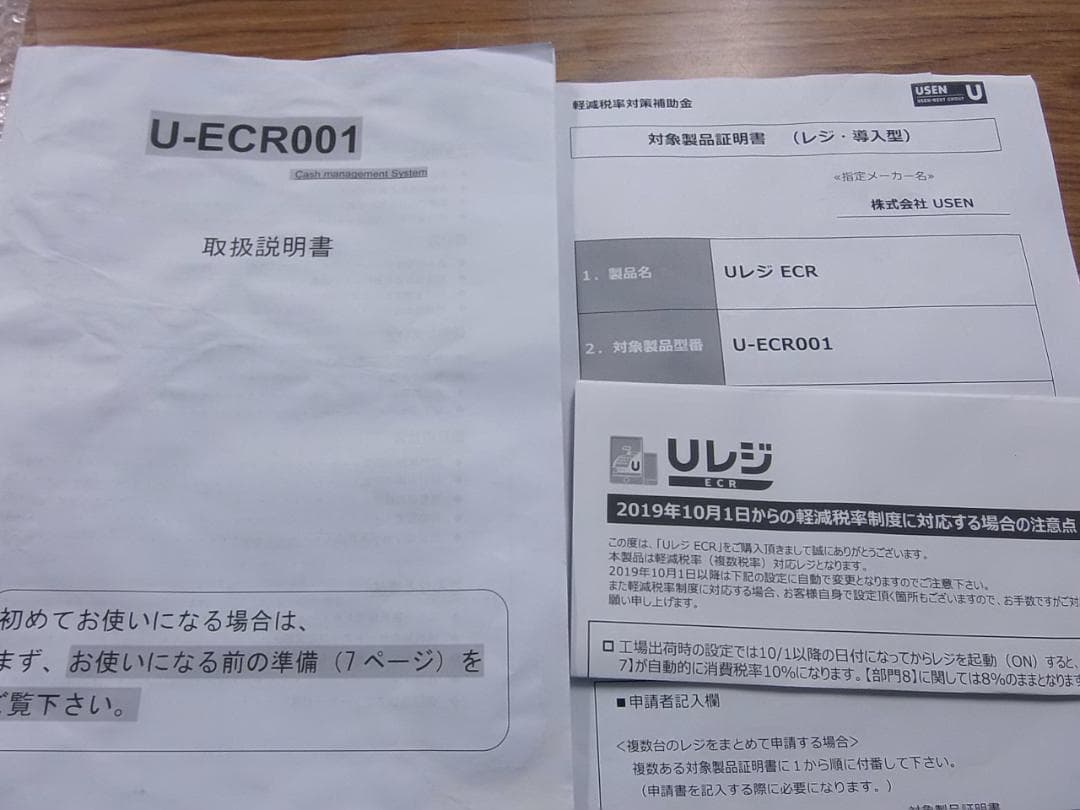 U-ECR001
Cash management System
取扱説明書
初めてお使いになる場合は、
まず、お使いになる前の準備（7ページ）を
ご覧下さい。
軽減税率対策補助金
USEN U
USEN-NEXT GROUP
対象製品証明書 （レジ・導入型）
≪指定メーカー名≫
株式会社 USEN
1．製品名
Uレジ ECR
2．対象製品型番
U-ECR001
U
Uレジ
ECR
2019年10月1日からの軽減税率制度に対応する場合の注意点
この度は、「Uレジ ECR」をご購入頂きまして誠にありがとうございます。
本製品は軽減税率（複数税率）対応レジとなります。
2019年10月1日以降は下記の設定に自動で変更となりますのでご注意下さい。
また軽減税率制度に対応する場合、お客様自身で設定頂く箇所もございますので、お手数ですがご対
願い申し上げます。
□ 工場出荷時の設定では10/1以降の日付になってからレジを起動（ON）すると、
7】が自動的に消費税率10％になります。【部門8】に関しては8％のままとなります
■申請者記入欄
＜複数台のレジをまとめて申請する場合＞
複数ある対象製品証明書に１から順に付番して下さい。
（申請書を記入する際に必要になります。）
対象製品証明書